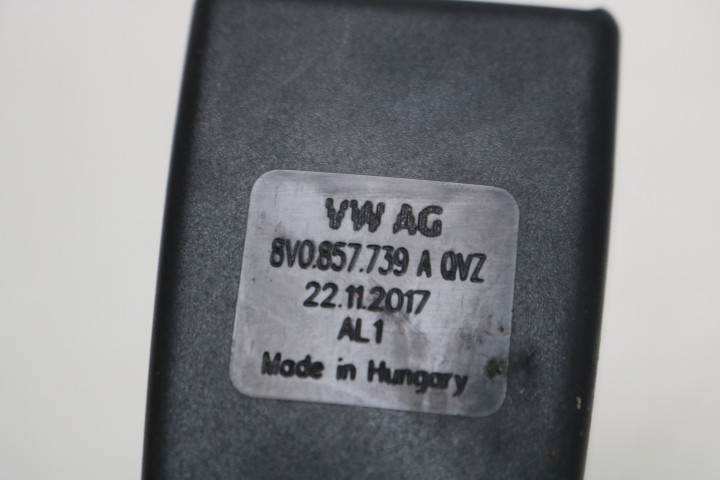 VW AG
8V0.857.739 A QVZ
22.11.2017
AL1
Made in Hungary